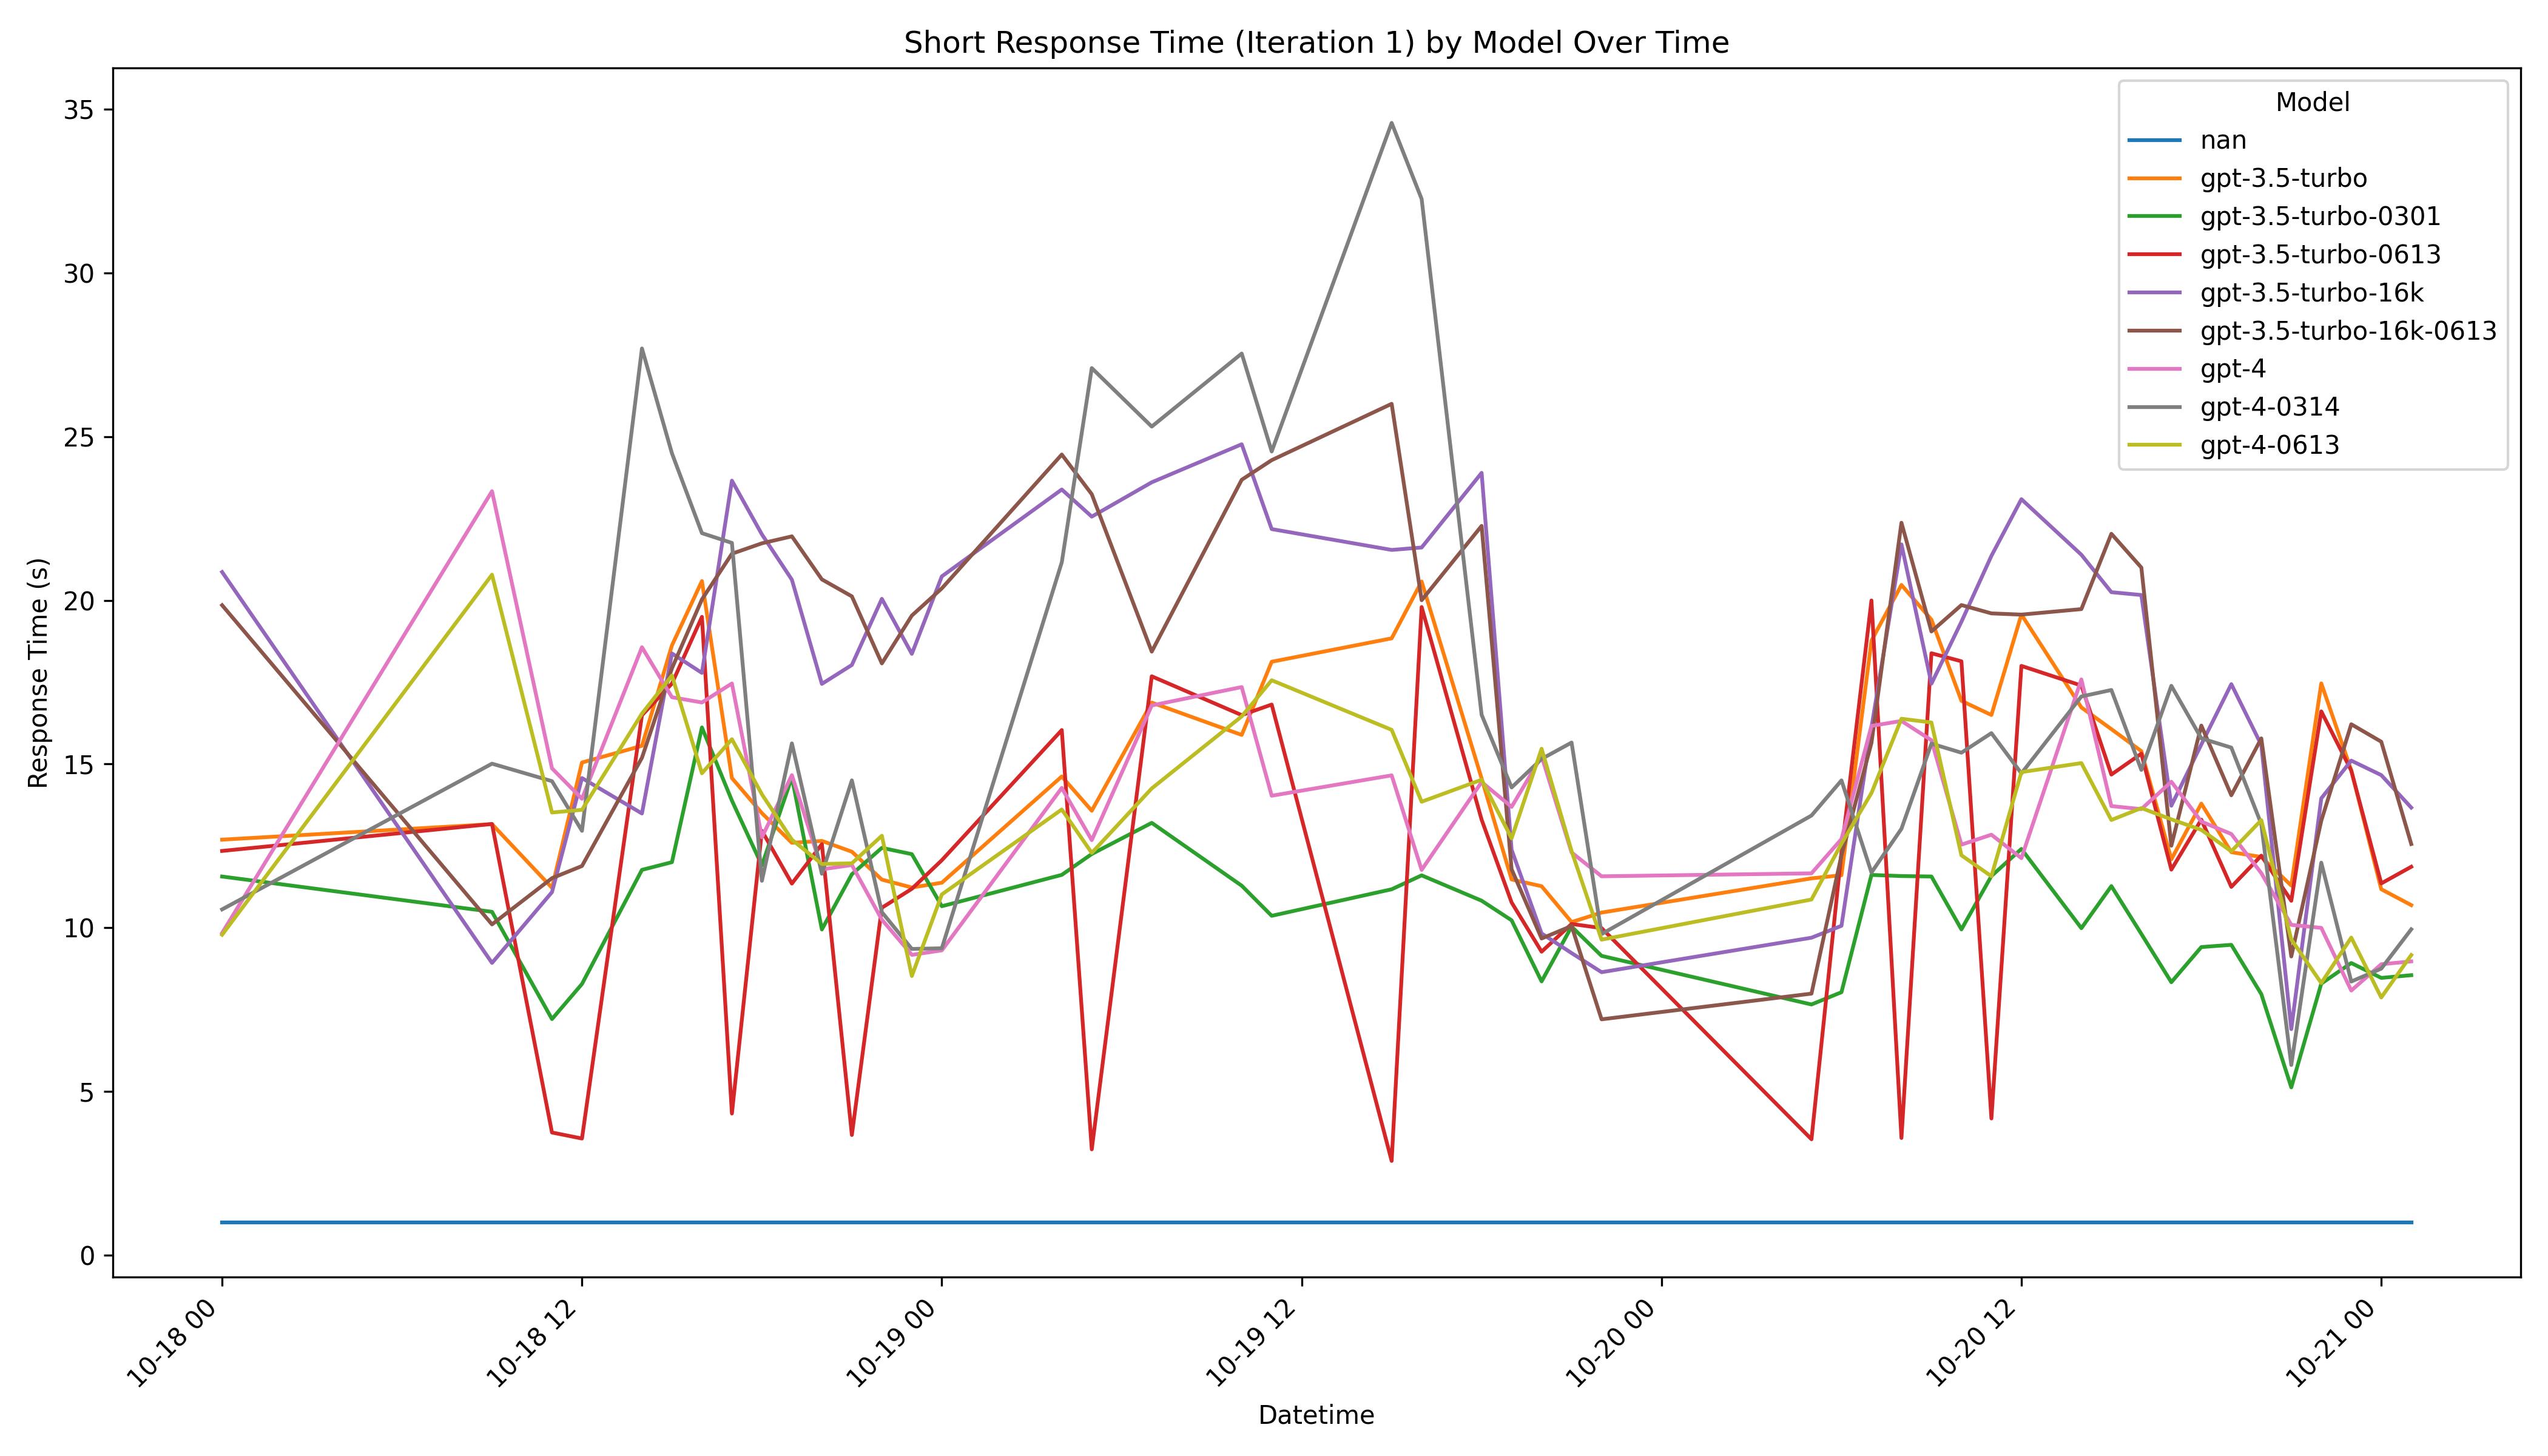 Short Response Time (Iteration 1) by Model Over Time
Response Time (s)
35
30
25
20
15
10
5
0
Model
nan
gpt-3.5-turbo
gpt-3.5-turbo-0301
gpt-3.5-turbo-0613
gpt-3.5-turbo-16k
gpt-3.5-turbo-16k-0613
gpt-4
gpt-4-0314
gpt-4-0613
10-18 00
10-18 12
10-19 00
10-19 12
10-20 00
10-20 12
10-21 00
Datetime